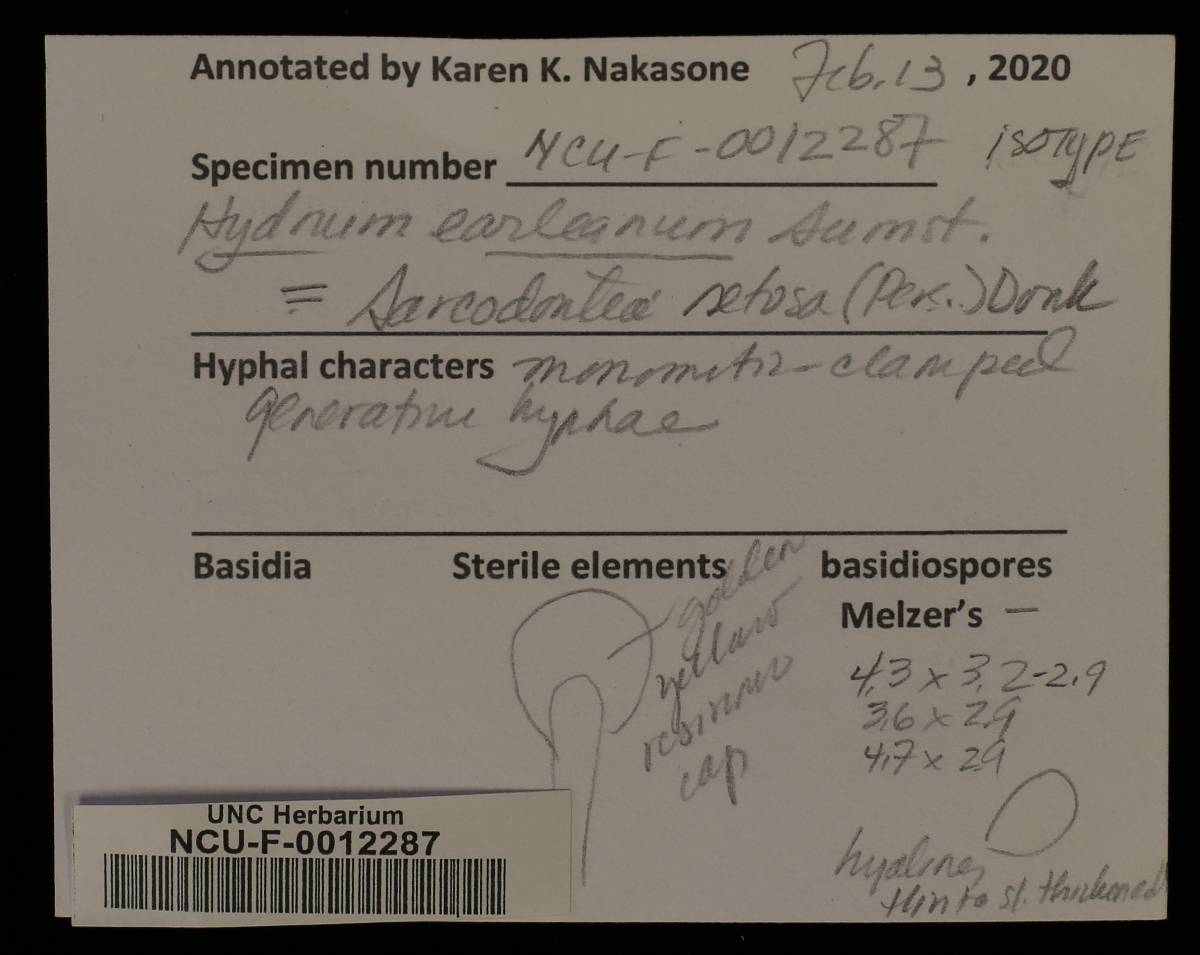 Annotated by Karen K. Nakasone Feb. 13 , 2020
Specimen number NCU-F-0012287 isotype
Hydnum earleanum Sumst.
= Sarcodontea setosa (Pers.) Donk
Hyphal characters monomitic - clamped
generative hyphae
Basidia Sterile elements basidiospores
Melzer's —
golden
yellow
resinous
cap
4.3 x 3.2-2.9
3.6 x 2.9
4.7 x 2.9
hyaline,
thin to sl. thickened
UNC Herbarium
NCU-F-0012287